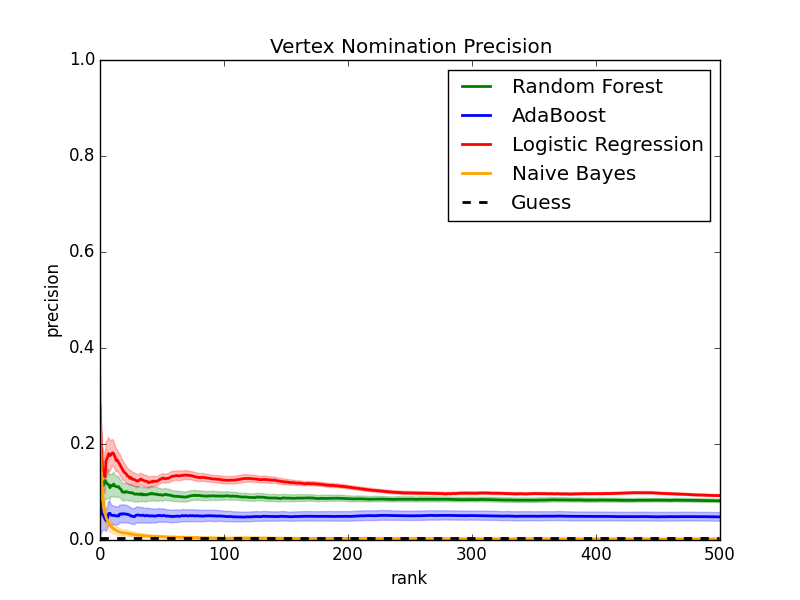 Vertex Nomination Precision
1.0
0.8
0.6
0.4
0.2
0.0
precision
Random Forest
AdaBoost
Logistic Regression
Naive Bayes
Guess
0 100 200 300 400 500
rank